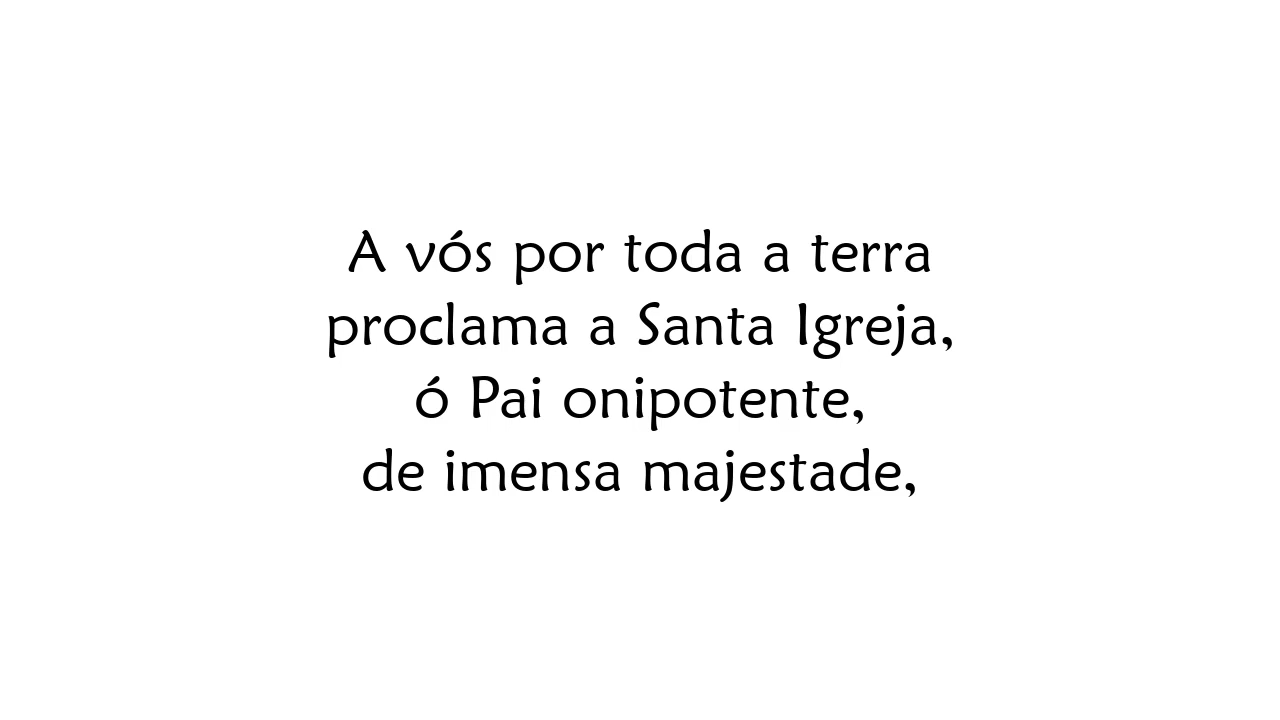 A vós por toda a terra
proclama a Santa Igreja,
ó Pai onipotente,
de imensa majestade,